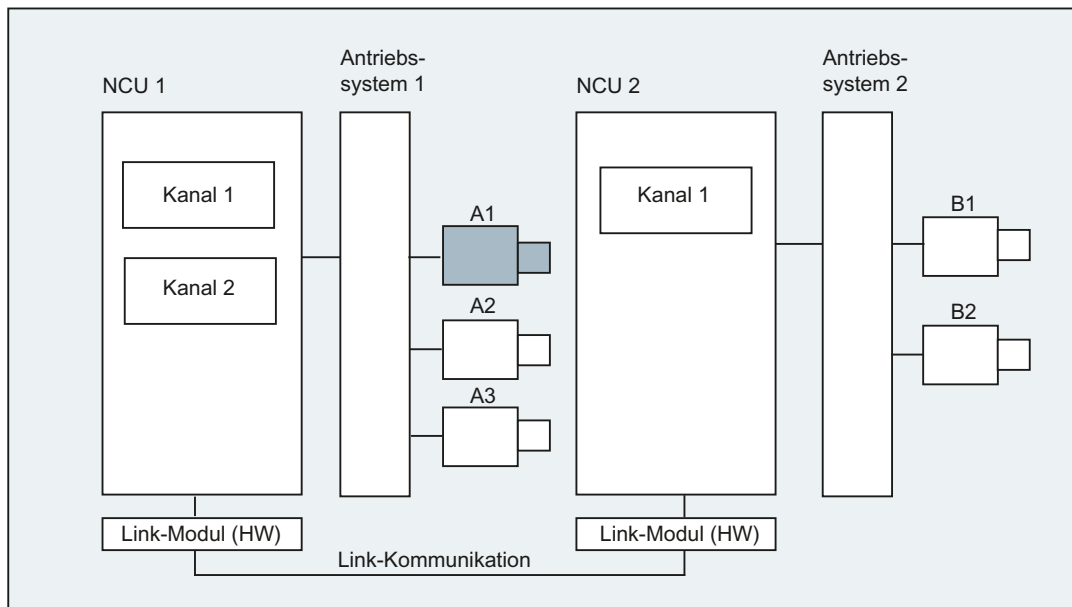 NCU 1
Antriebs-
system 1
NCU 2
Antriebs-
system 2
Kanal 1
Kanal 2
A1
A2
A3
Kanal 1
B1
B2
Link-Modul (HW)
Link-Modul (HW)
Link-Kommunikation